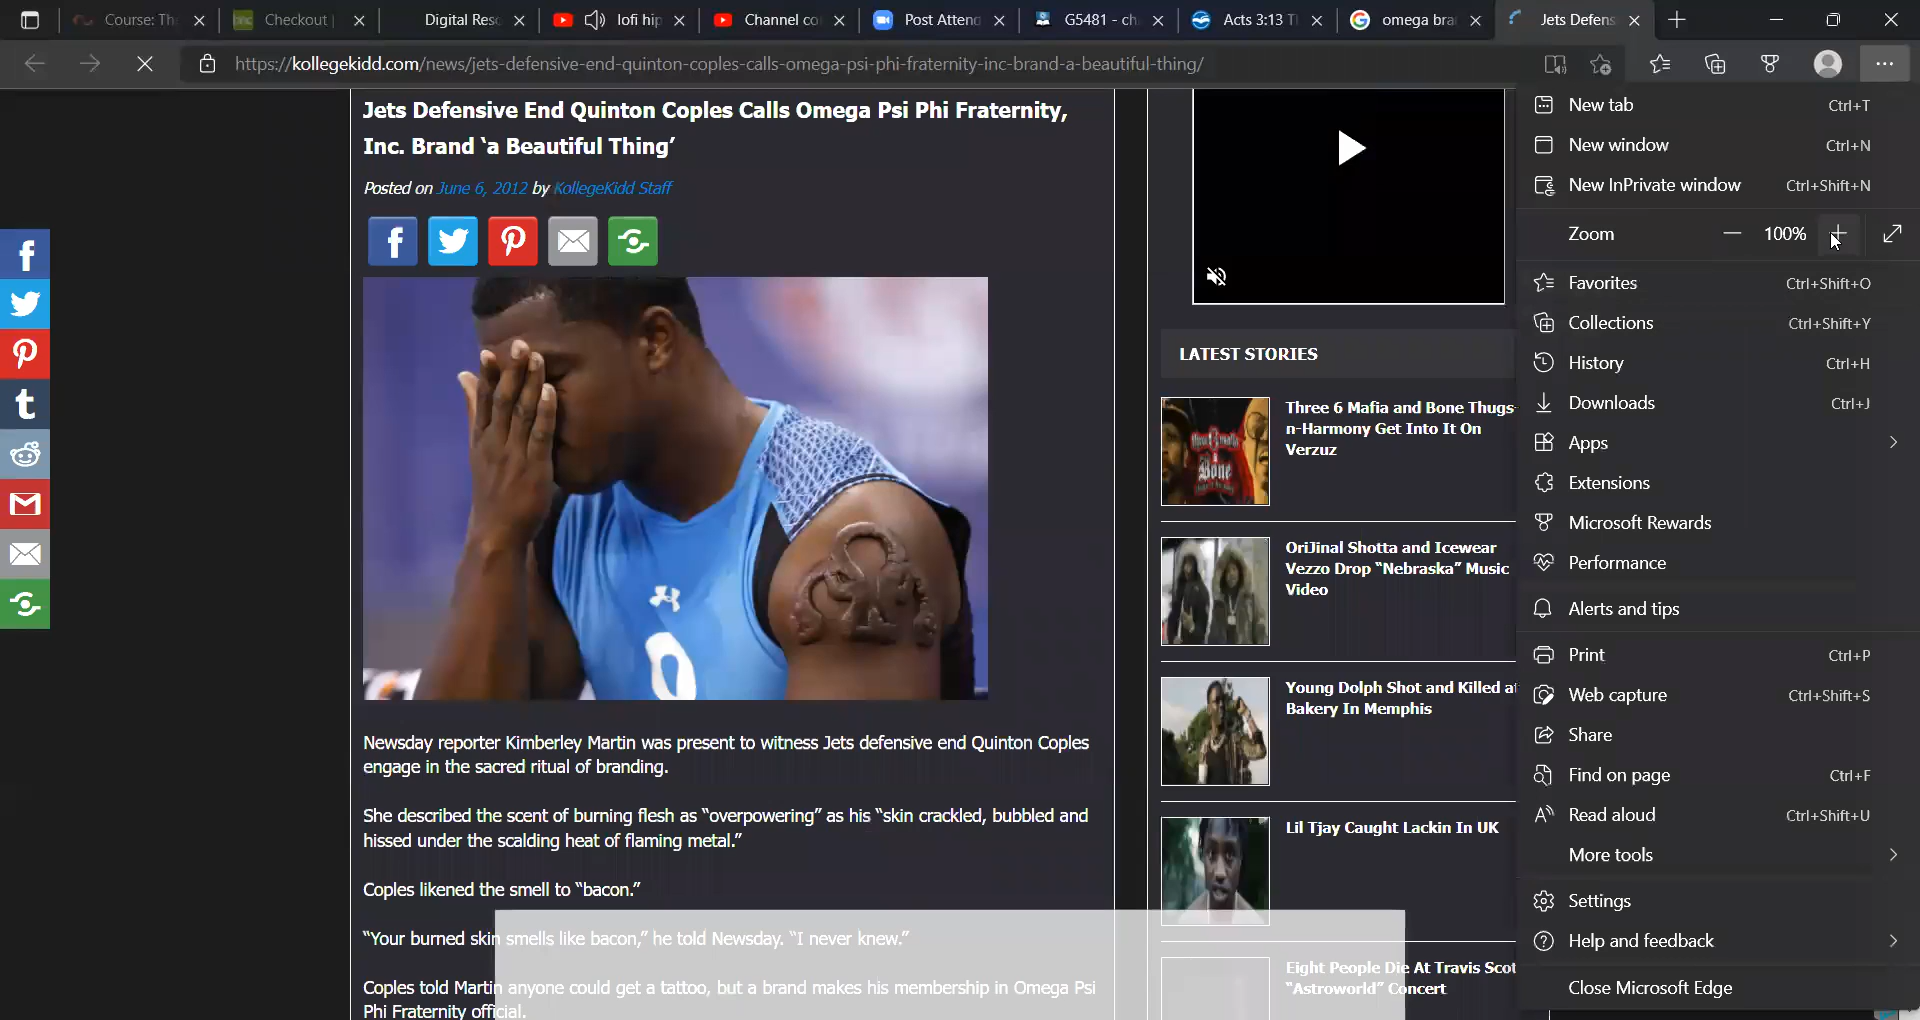 Course: Th
Checkout |
Digital Res
lofi hip
Channel co
Post Attend
G5481 - ch
Acts 3:13 T
omega bra
Jets Defens
https://kollegekidd.com/news/jets-defensive-end-quinton-coples-calls-omega-psi-phi-fraternity-inc-brand-a-beautiful-thing/
Jets Defensive End Quinton Coples Calls Omega Psi Phi Fraternity,
Inc. Brand ‘a Beautiful Thing’
Posted on June 6, 2012 by KollegeKidd Staff
Newsday reporter Kimberley Martin was present to witness Jets defensive end Quinton Coples
engage in the sacred ritual of branding.
She described the scent of burning flesh as “overpowering” as his “skin crackled, bubbled and
hissed under the scalding heat of flaming metal.”
Coples likened the smell to “bacon.”
“Your burned skin smells like bacon,” he told Newsday. “I never knew.”
Coples told Martin anyone could get a tattoo, but a brand makes his membership in Omega Psi
Phi Fraternity official.
LATEST STORIES
Three 6 Mafia and Bone Thugs-
n-Harmony Get Into It On
Verzuz
OriJinal Shotta and Icewear
Vezzo Drop “Nebraska” Music
Video
Young Dolph Shot and Killed at
Bakery In Memphis
Lil Tjay Caught Lackin In UK
Eight People Die At Travis Scot
“Astroworld” Concert
New tab Ctrl+T
New window Ctrl+N
New InPrivate window Ctrl+Shift+N
Zoom 100%
Favorites Ctrl+Shift+O
Collections Ctrl+Shift+Y
History Ctrl+H
Downloads Ctrl+J
Apps
Extensions
Microsoft Rewards
Performance
Alerts and tips
Print Ctrl+P
Web capture Ctrl+Shift+S
Share
Find on page Ctrl+F
Read aloud Ctrl+Shift+U
More tools
Settings
Help and feedback
Close Microsoft Edge